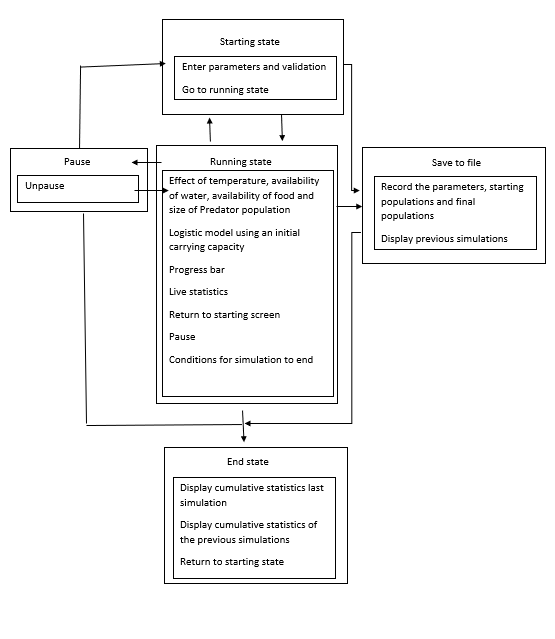 Starting state
Enter parameters and validation
Go to running state
Pause
Unpause
Running state
Effect of temperature, availability
of water, availability of food and
size of Predator population
Logistic model using an initial
carrying capacity
Progress bar
Live statistics
Return to starting screen
Pause
Conditions for simulation to end
Save to file
Record the parameters, starting
populations and final
populations
Display previous simulations
End state
Display cumulative statistics last
simulation
Display cumulative statistics of
the previous simulations
Return to starting state